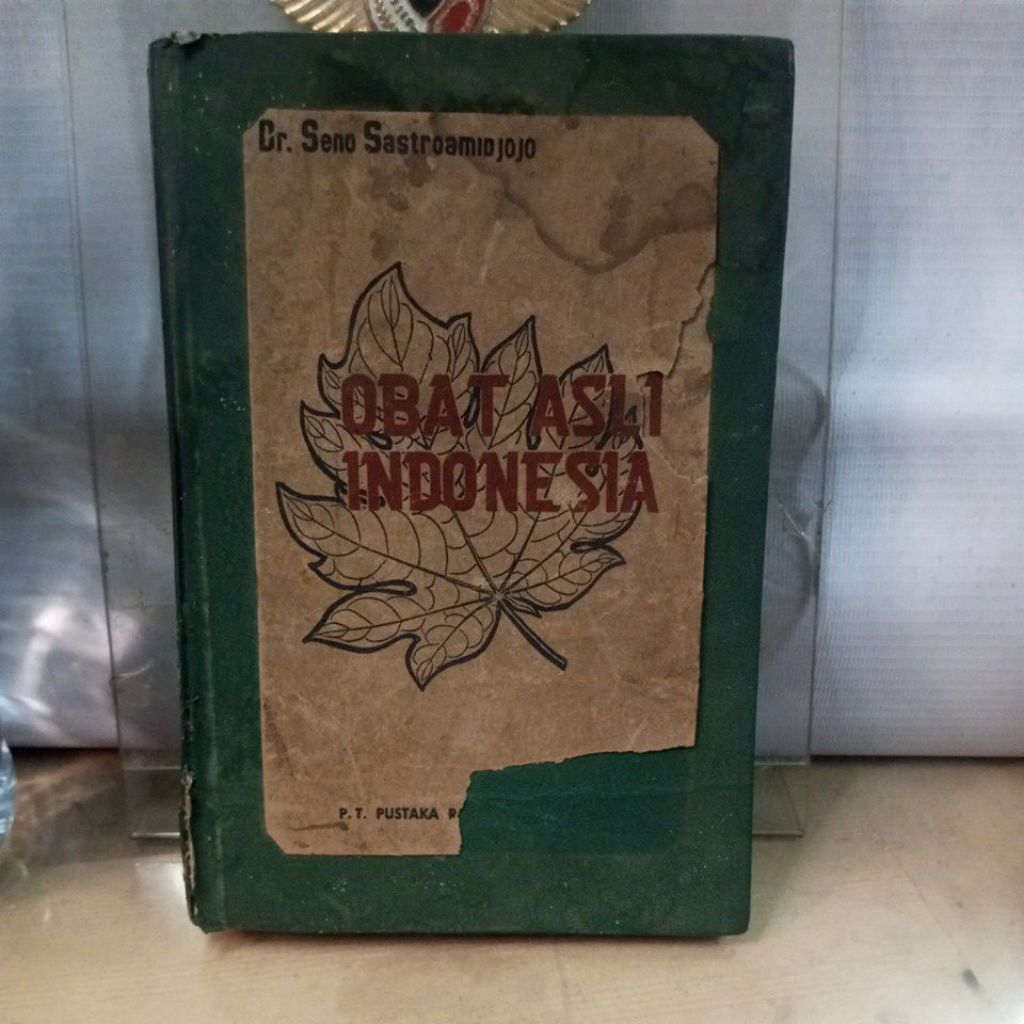 Dr. Seno Sastroamidjojo
OBAT ASLI
INDONESIA
P.T. PUSTAKA